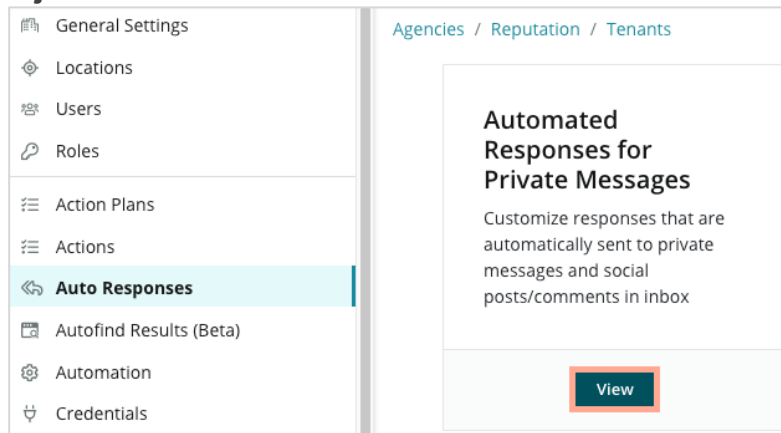 General Settings
Locations
Users
Roles
Action Plans
Actions
Auto Responses
Autofind Results (Beta)
Automation
Credentials
Agencies / Reputation / Tenants
Automated
Responses for
Private Messages
Customize responses that are
automatically sent to private
messages and social
posts/comments in inbox
View